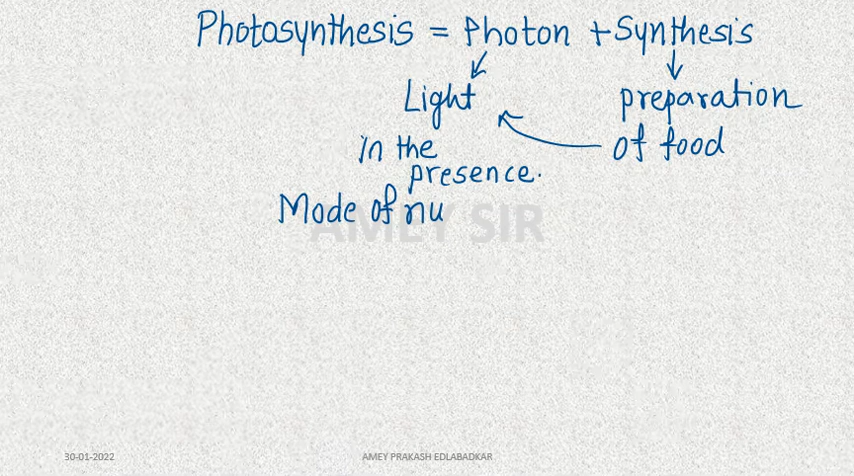 Photosynthesis = Photon + Synthesis
Light preparation
in the of food
presence.
Mode of nu
AMEY SIR
30-01-2022 AMEY PRAKASH EDLABADKAR